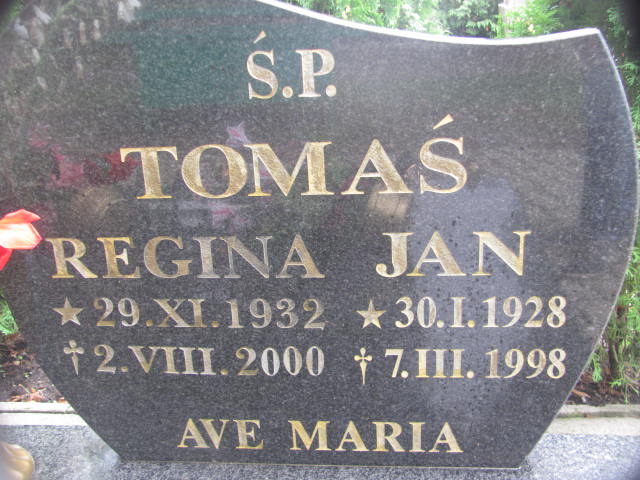 Ś.P.
TOMAŚ
REGINA JAN
★ 29.XI.1932 ★ 30.I.1928
† 2.VIII.2000 † 7.III.1998
AVE MARIA